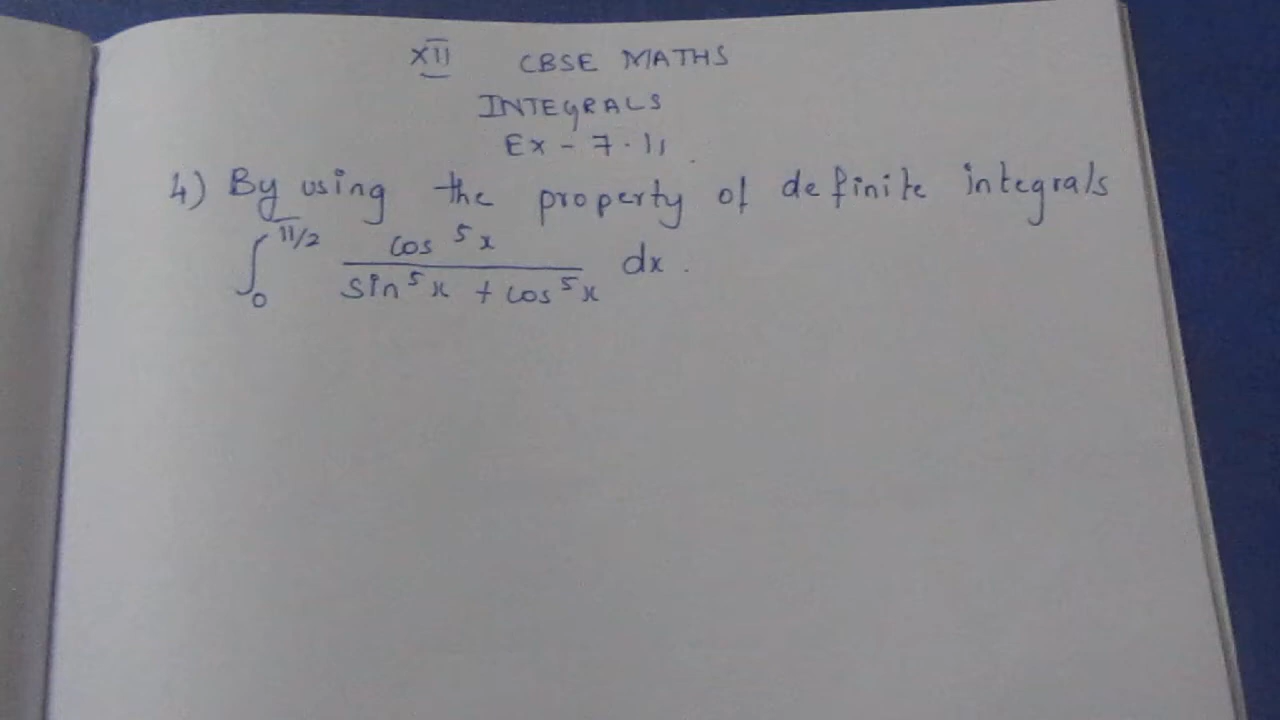 XII CBSE MATHS
INTEGRALS
Ex - 7.11
4) By using the property of definite integrals
∫₀^π/2 cos⁵x / sin⁵x + cos⁵x dx.